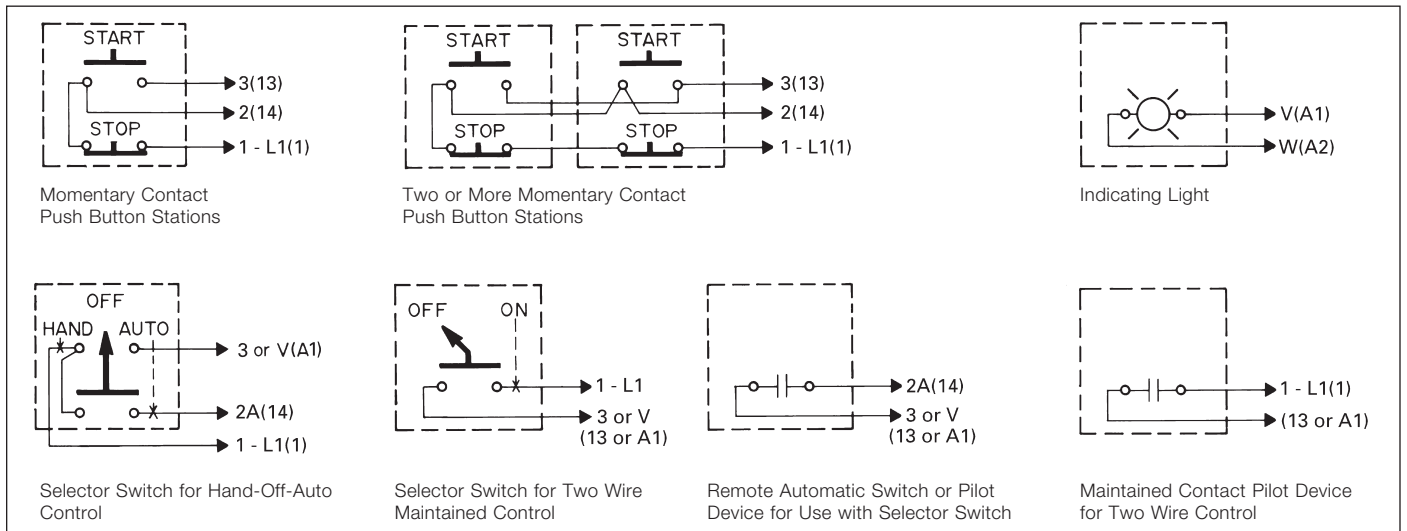 START
3(13)
2(14)
STOP
1 - L1(1)
Momentary Contact
Push Button Stations
START START
3(13)
2(14)
STOP STOP
1 - L1(1)
Two or More Momentary Contact
Push Button Stations
V(A1)
W(A2)
Indicating Light
OFF
HAND AUTO
3 or V(A1)
2A(14)
1 - L1(1)
Selector Switch for Hand-Off-Auto
Control
OFF ON
1 - L1
3 or V
(13 or A1)
Selector Switch for Two Wire
Maintained Control
2A(14)
3 or V
(13 or A1)
Remote Automatic Switch or Pilot
Device for Use with Selector Switch
1 - L1(1)
(13 or A1)
Maintained Contact Pilot Device
for Two Wire Control